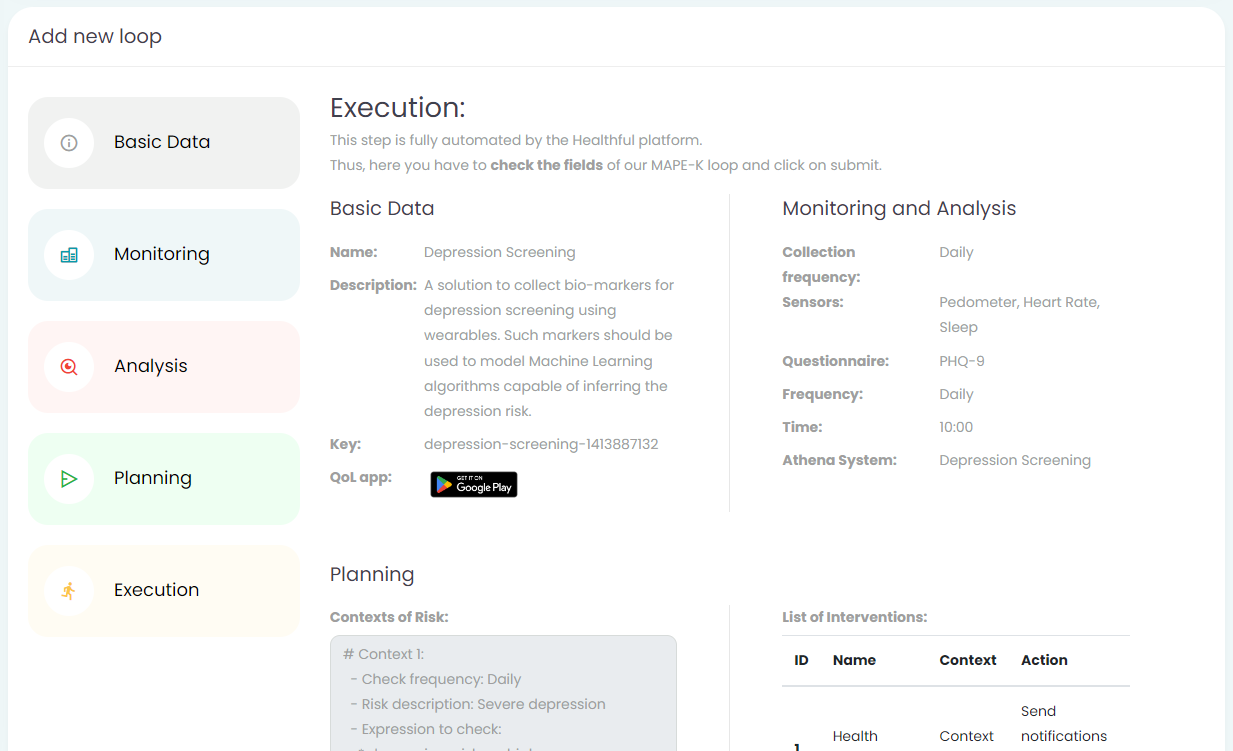 Add new loop
Basic Data
Monitoring
Analysis
Planning
Execution
Execution:
This step is fully automated by the Healthful platform.
Thus, here you have to check the fields of our MAPE-K loop and click on submit.
Basic Data
Name: Depression Screening
Description: A solution to collect bio-markers for
depression screening using
wearables. Such markers should be
used to model Machine Learning
algorithms capable of inferring the
depression risk.
Key: depression-screening-1413887132
QoL app:
GET IT ON
Google Play
Monitoring and Analysis
Collection Daily
frequency:
Sensors: Pedometer, Heart Rate,
Sleep
Questionnaire: PHQ-9
Frequency: Daily
Time: 10:00
Athena System: Depression Screening
Planning
Contexts of Risk:
# Context 1:
- Check frequency: Daily
- Risk description: Severe depression
- Expression to check:
List of Interventions:
ID Name Context Action
Send
Health Context notifications
1